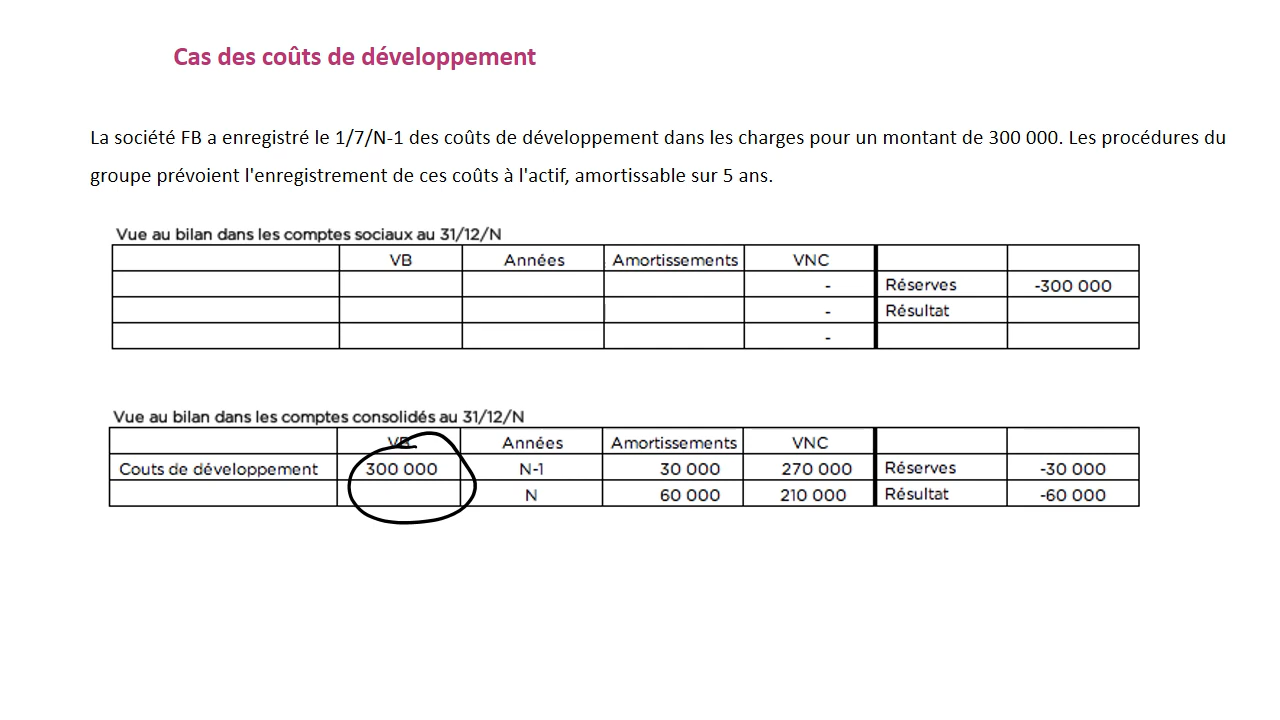 Cas des coûts de développement
La société FB a enregistré le 1/7/N-1 des coûts de développement dans les charges pour un montant de 300 000. Les procédures du
groupe prévoient l'enregistrement de ces coûts à l'actif, amortissable sur 5 ans.
Vue au bilan dans les comptes sociaux au 31/12/N
VB Années Amortissements VNC
- Réserves -300 000
- Résultat
-
Vue au bilan dans les comptes consolidés au 31/12/N
VB Années Amortissements VNC
Couts de développement 300 000 N-1 30 000 270 000 Réserves -30 000
N 60 000 210 000 Résultat -60 000